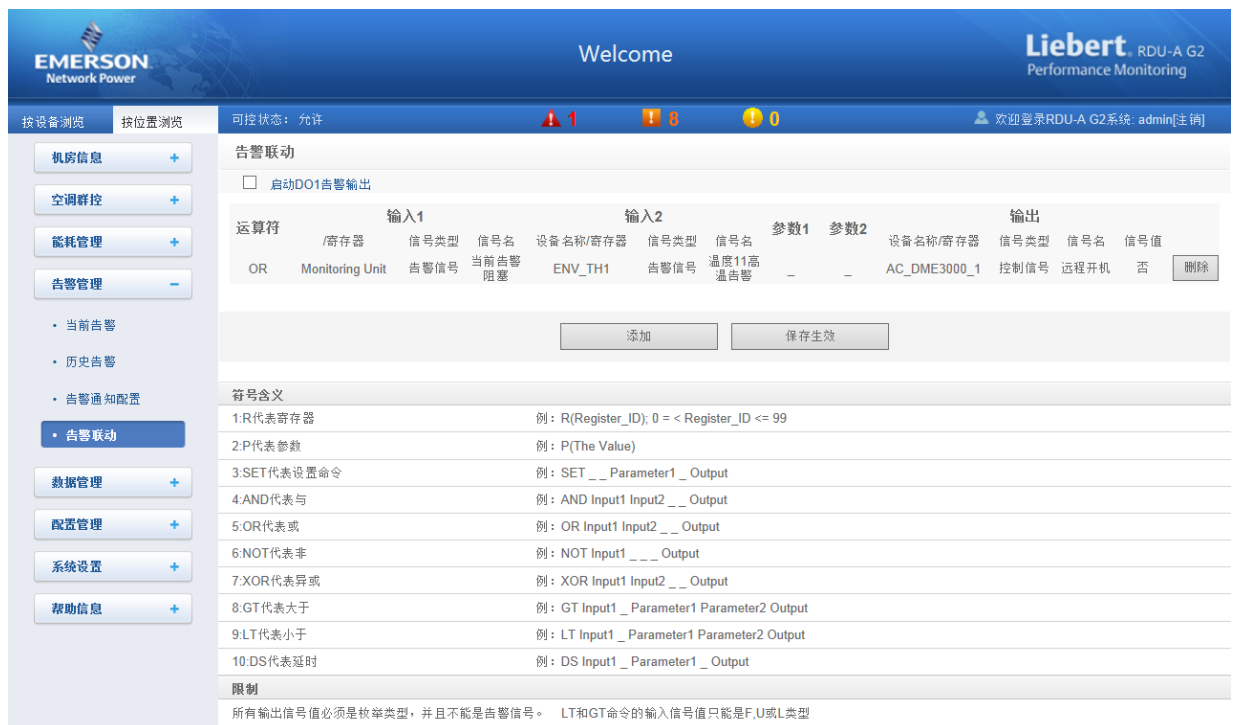 EMERSON
Network Power
Welcome
Liebert® RDU-A G2
Performance Monitoring
按设备浏览 按位置浏览
可控状态：允许 1 8 0 欢迎登录RDU-A G2系统: admin[注销]
机房信息 +
空调群控 +
能耗管理 +
告警管理 −
• 当前告警
• 历史告警
• 告警通知配置
• 告警联动
数据管理 +
配置管理 +
系统设置 +
帮助信息 +
告警联动
启动DO1告警输出
运算符 输入1 输入2 参数1 参数2 输出
/寄存器 信号类型 信号名 设备名称/寄存器 信号类型 信号名 设备名称/寄存器 信号类型 信号名 信号值
OR Monitoring Unit 告警信号 当前告警阻塞 ENV_TH1 告警信号 温度11高温告警 _ _ AC_DME3000_1 控制信号 远程开机 否 删除
添加 保存生效
符号含义
1:R代表寄存器 例：R(Register_ID); 0 = < Register_ID <= 99
2:P代表参数 例：P(The Value)
3:SET代表设置命令 例：SET _ _ Parameter1 _ Output
4:AND代表与 例：AND Input1 Input2 _ _ Output
5:OR代表或 例：OR Input1 Input2 _ _ Output
6:NOT代表非 例：NOT Input1 _ _ _ Output
7:XOR代表异或 例：XOR Input1 Input2 _ _ Output
8:GT代表大于 例：GT Input1 _ Parameter1 Parameter2 Output
9:LT代表小于 例：LT Input1 _ Parameter1 Parameter2 Output
10:DS代表延时 例：DS Input1 _ Parameter1 _ Output
限制
所有输出信号值必须是枚举类型，并且不能是告警信号。 LT和GT命令的输入信号值只能是F,U或L类型